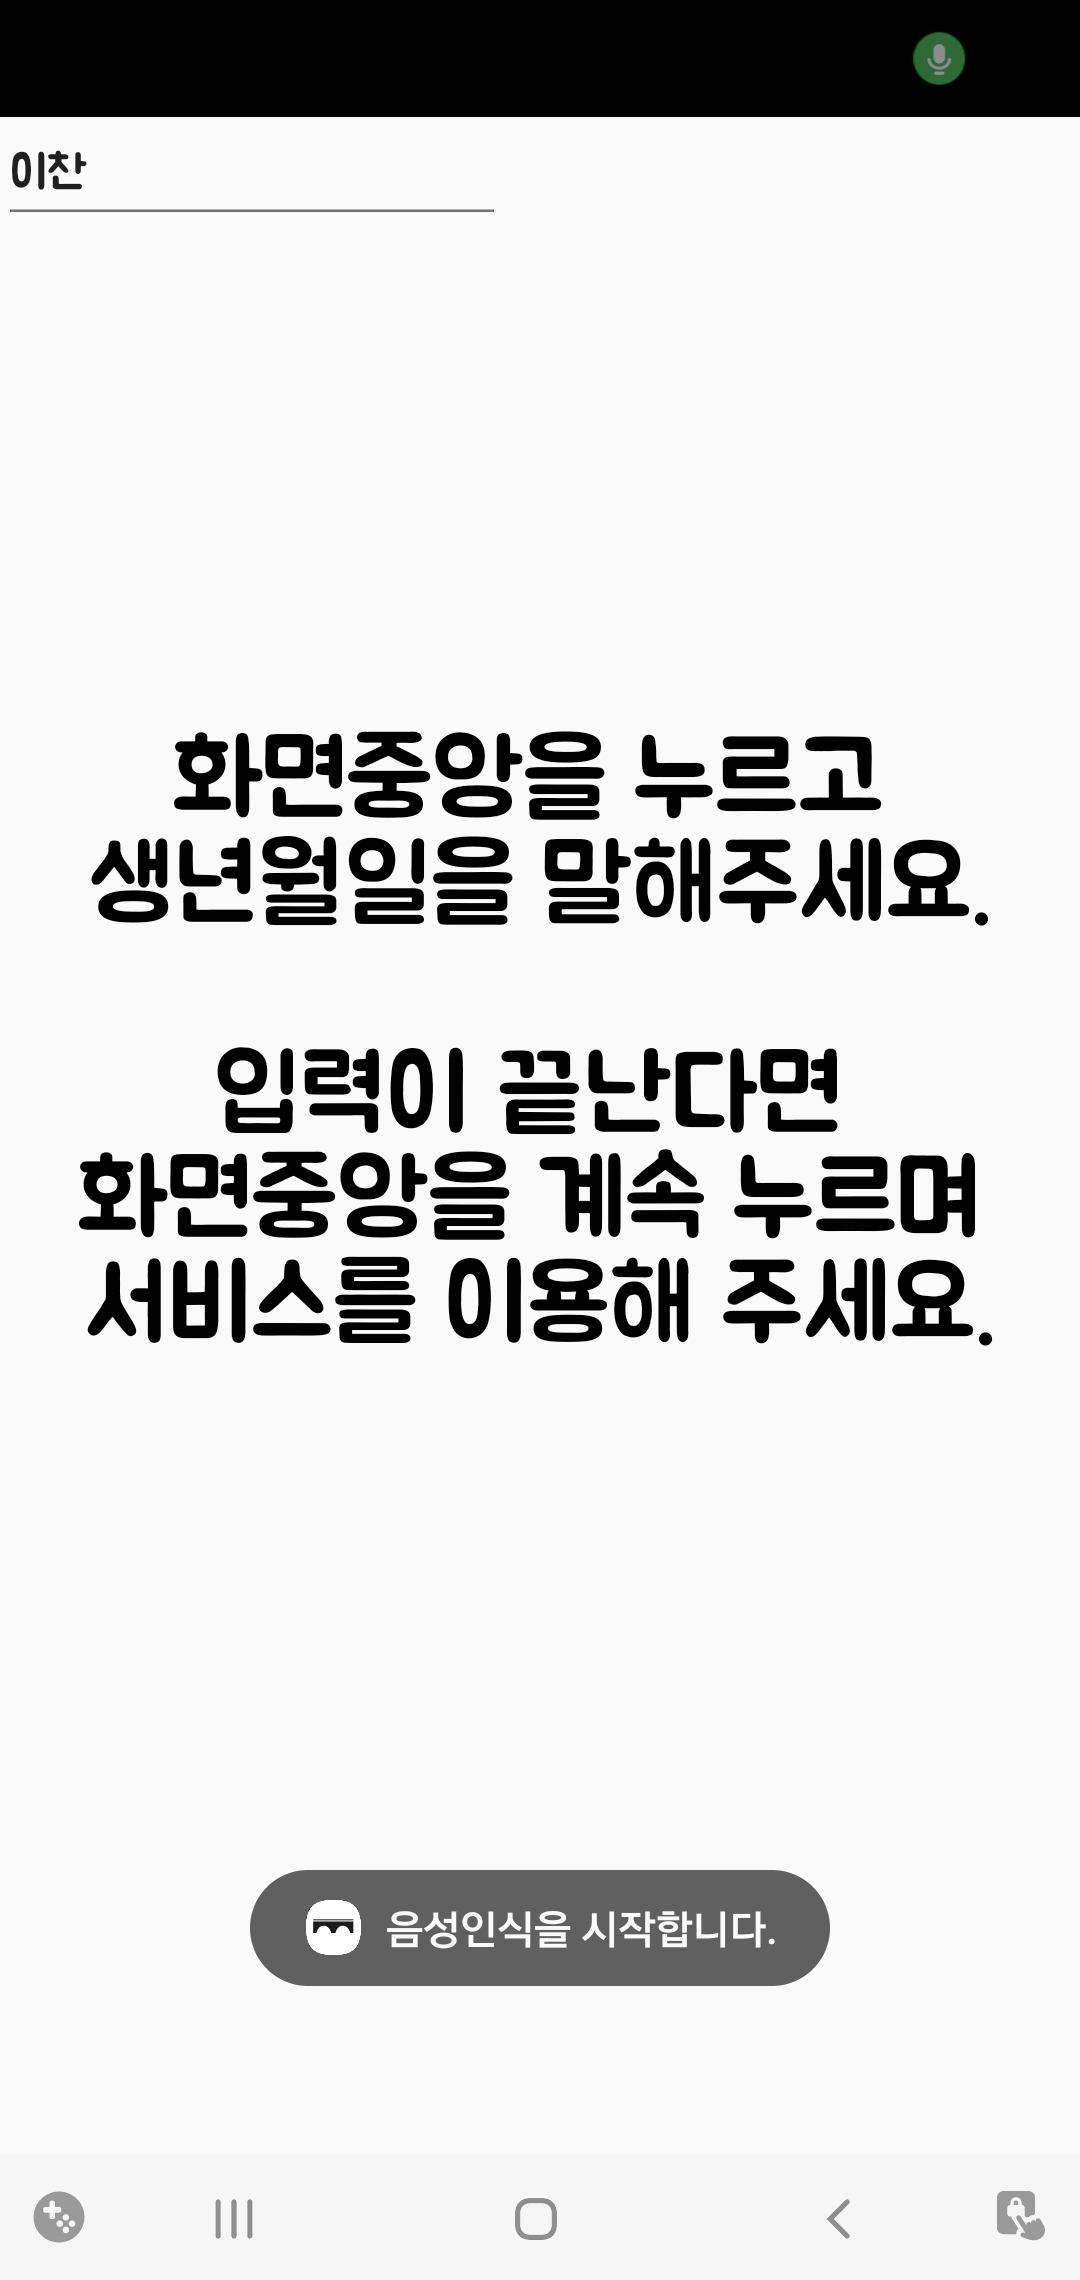 이찬
화면중앙을 누르고
생년월일을 말해주세요.
입력이 끝난다면
화면중앙을 계속 누르며
서비스를 이용해 주세요.
음성인식을 시작합니다.